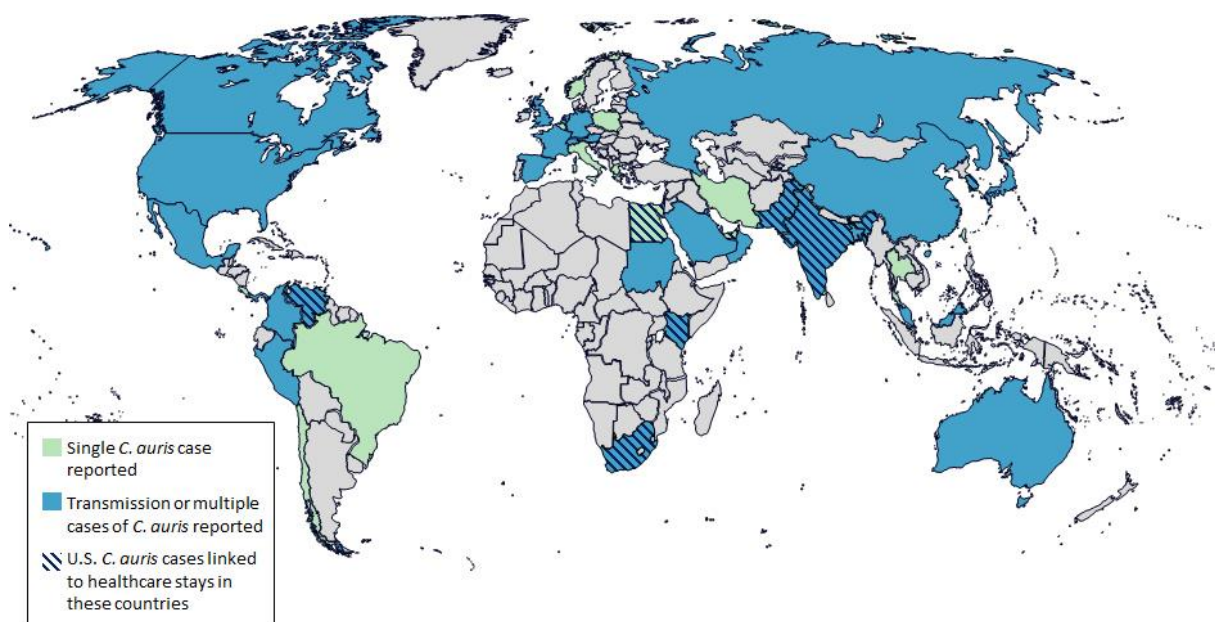 Single C. auris case
reported
Transmission or multiple
cases of C. auris reported
U.S. C. auris cases linked
to healthcare stays in
these countries